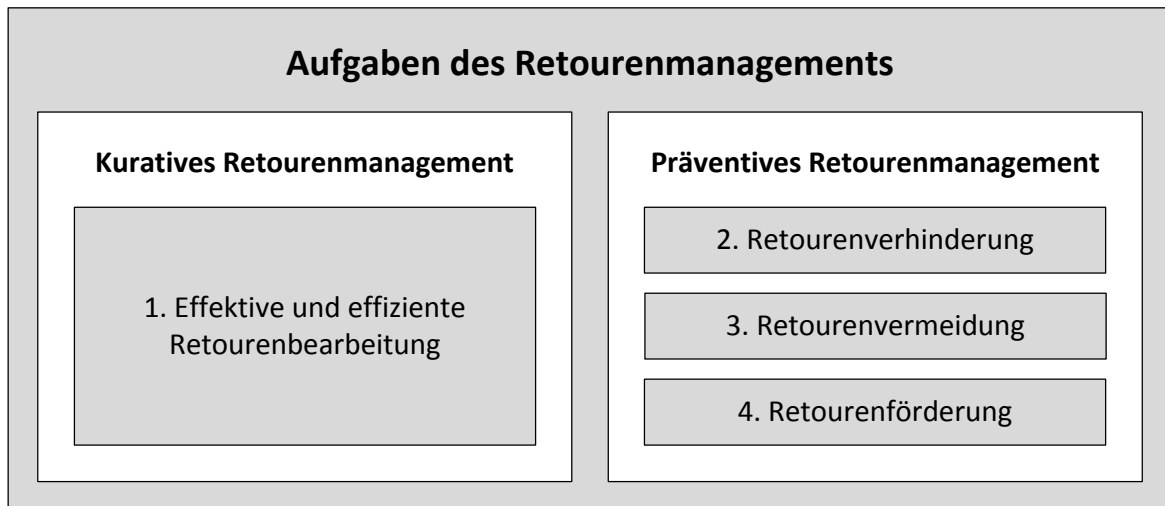 Aufgaben des Retourenmanagements
Kuratives Retourenmanagement
1. Effektive und effiziente
Retourenbearbeitung
Präventives Retourenmanagement
2. Retourenverhinderung
3. Retourenvermeidung
4. Retourenförderung